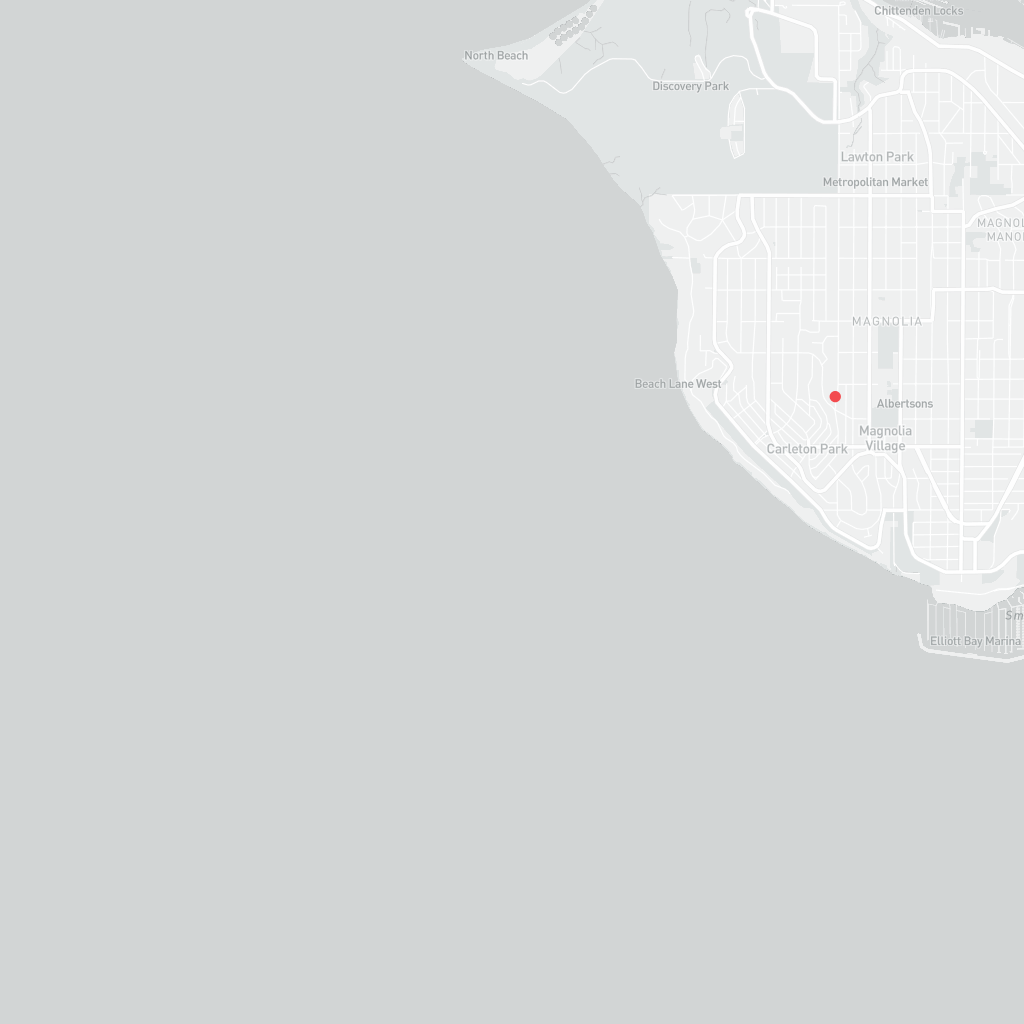 Chittenden Locks
North Beach
Discovery Park
Lawton Park
Metropolitan Market
MAGNOL
MANOR
MAGNOLIA
Beach Lane West
Albertsons
Magnolia
Village
Carleton Park
Sm
Elliott Bay Marina